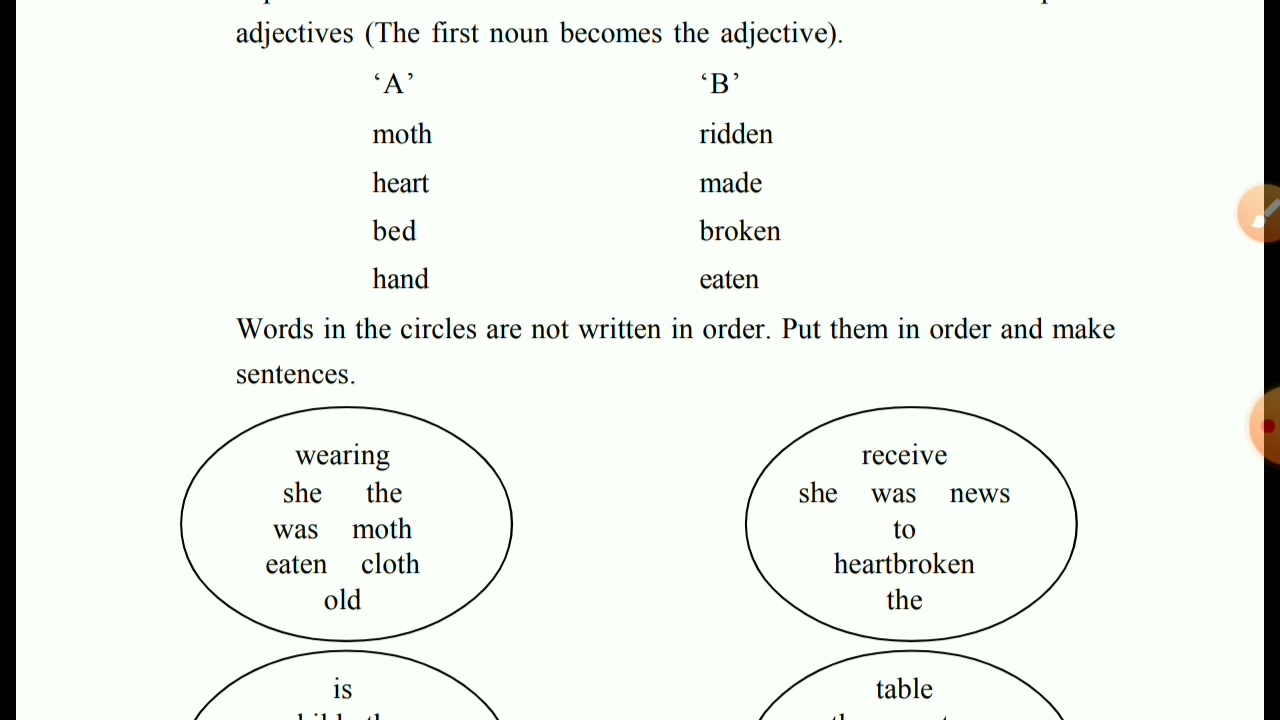 adjectives (The first noun becomes the adjective).
‘A’ ‘B’
moth ridden
heart made
bed broken
hand eaten
Words in the circles are not written in order. Put them in order and make
sentences.
wearing
she the
was moth
eaten cloth
old
receive
she was news
to
heartbroken
the
is
table